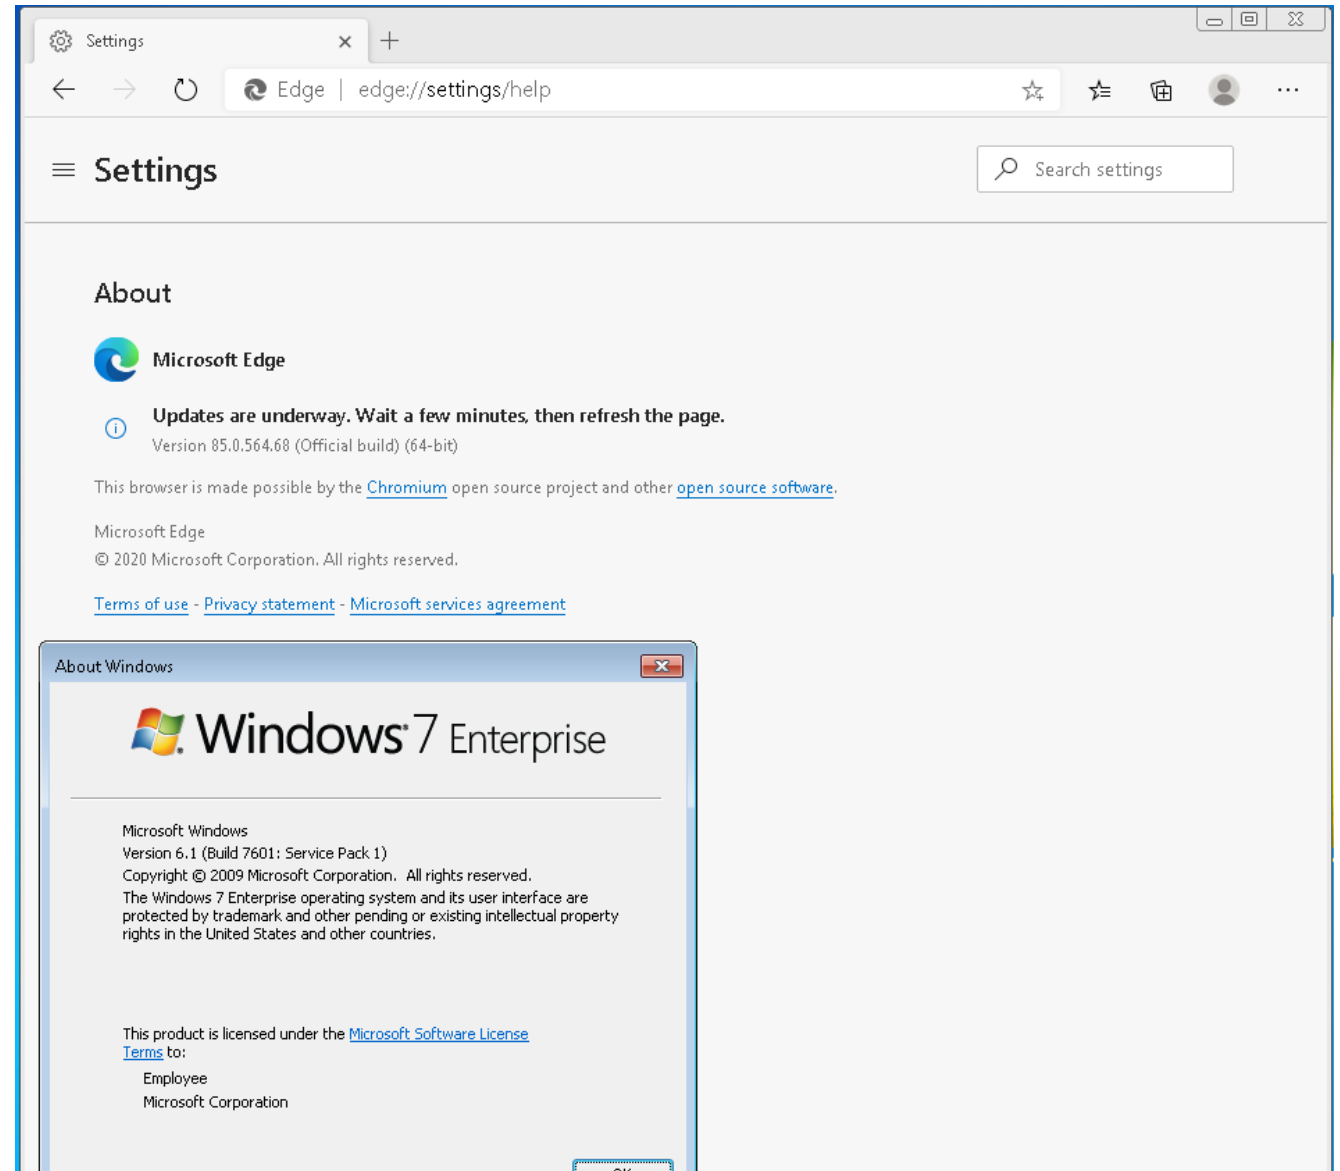 Settings
Edge | edge://settings/help
Settings
Search settings
About
Microsoft Edge
Updates are underway. Wait a few minutes, then refresh the page.
Version 85.0.564.68 (Official build) (64-bit)
This browser is made possible by the Chromium open source project and other open source software.
Microsoft Edge
© 2020 Microsoft Corporation. All rights reserved.
Terms of use - Privacy statement - Microsoft services agreement
About Windows
Windows 7 Enterprise
Microsoft Windows
Version 6.1 (Build 7601: Service Pack 1)
Copyright © 2009 Microsoft Corporation. All rights reserved.
The Windows 7 Enterprise operating system and its user interface are
protected by trademark and other pending or existing intellectual property
rights in the United States and other countries.
This product is licensed under the Microsoft Software License
Terms to:
Employee
Microsoft Corporation